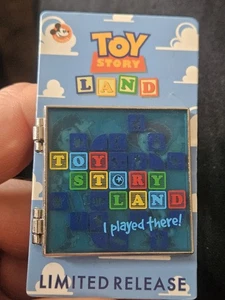 TOY
STORY
LAND
TOY
STORY
LAND
I played there!
LIMITED RELEASE